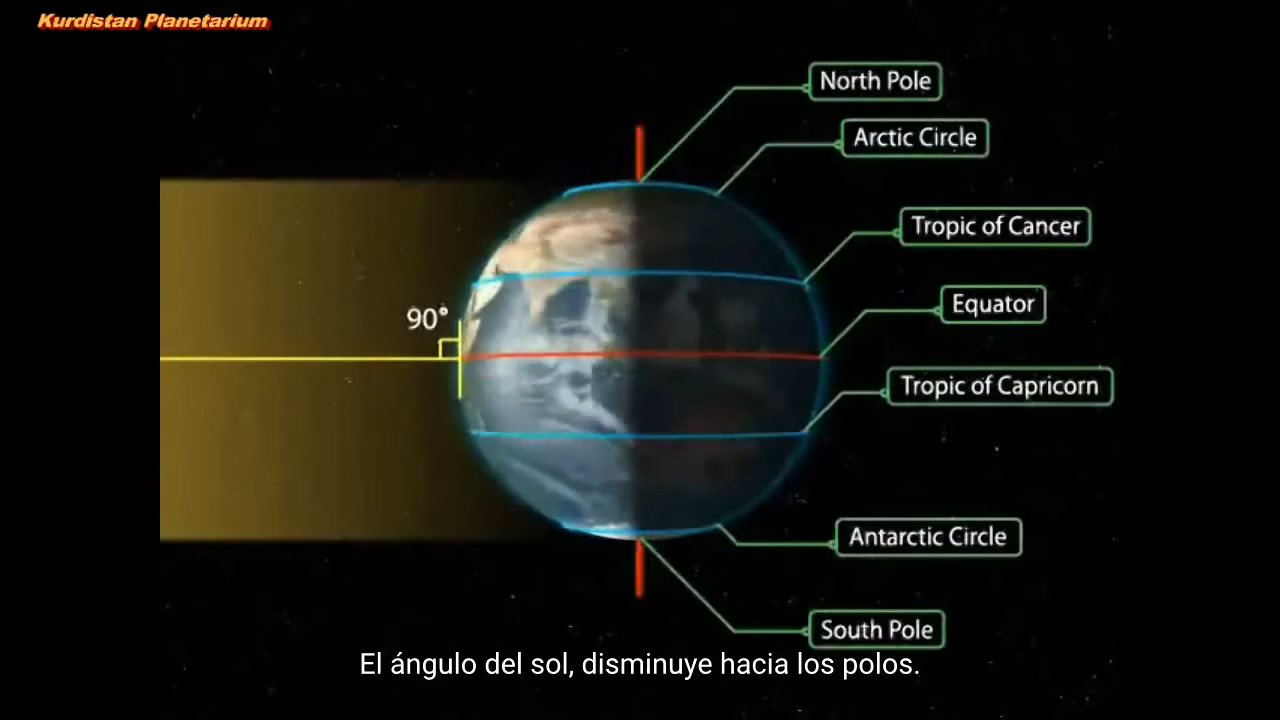 Kurdistan Planetarium
North Pole
Arctic Circle
Tropic of Cancer
90°
Equator
Tropic of Capricorn
Antarctic Circle
South Pole
El ángulo del sol, disminuye hacia los polos.